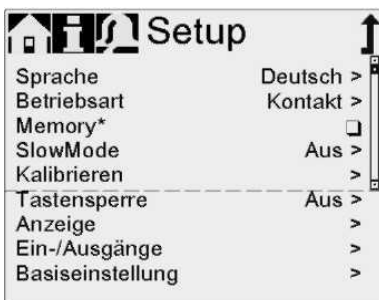 Setup
Sprache Deutsch >
Betriebsart Kontakt >
Memory*
SlowMode Aus >
Kalibrieren >
Tastensperre Aus >
Anzeige >
Ein-/Ausgänge >
Basiseinstellung >